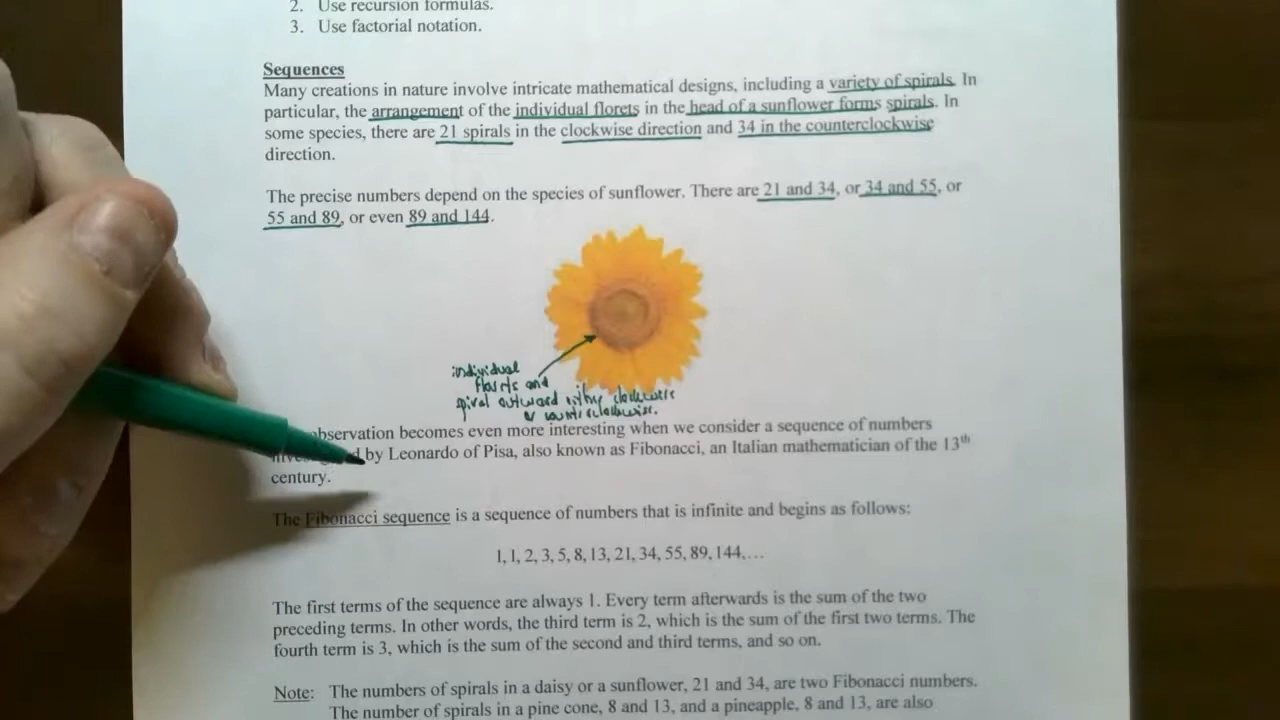 2. Use recursion formulas.
3. Use factorial notation.
Sequences
Many creations in nature involve intricate mathematical designs, including a variety of spirals. In
particular, the arrangement of the individual florets in the head of a sunflower forms spirals. In
some species, there are 21 spirals in the clockwise direction and 34 in the counterclockwise
direction.
The precise numbers depend on the species of sunflower. There are 21 and 34, or 34 and 55, or
55 and 89, or even 89 and 144.
individual
florets and
spiral outward either clockwise
or counterclockwise.
observation becomes even more interesting when we consider a sequence of numbers
by Leonardo of Pisa, also known as Fibonacci, an Italian mathematician of the 13th
century.
The Fibonacci sequence is a sequence of numbers that is infinite and begins as follows:
1, 1, 2, 3, 5, 8, 13, 21, 34, 55, 89, 144,…
The first terms of the sequence are always 1. Every term afterwards is the sum of the two
preceding terms. In other words, the third term is 2, which is the sum of the first two terms. The
fourth term is 3, which is the sum of the second and third terms, and so on.
Note: The numbers of spirals in a daisy or a sunflower, 21 and 34, are two Fibonacci numbers.
The number of spirals in a pine cone, 8 and 13, and a pineapple, 8 and 13, are also